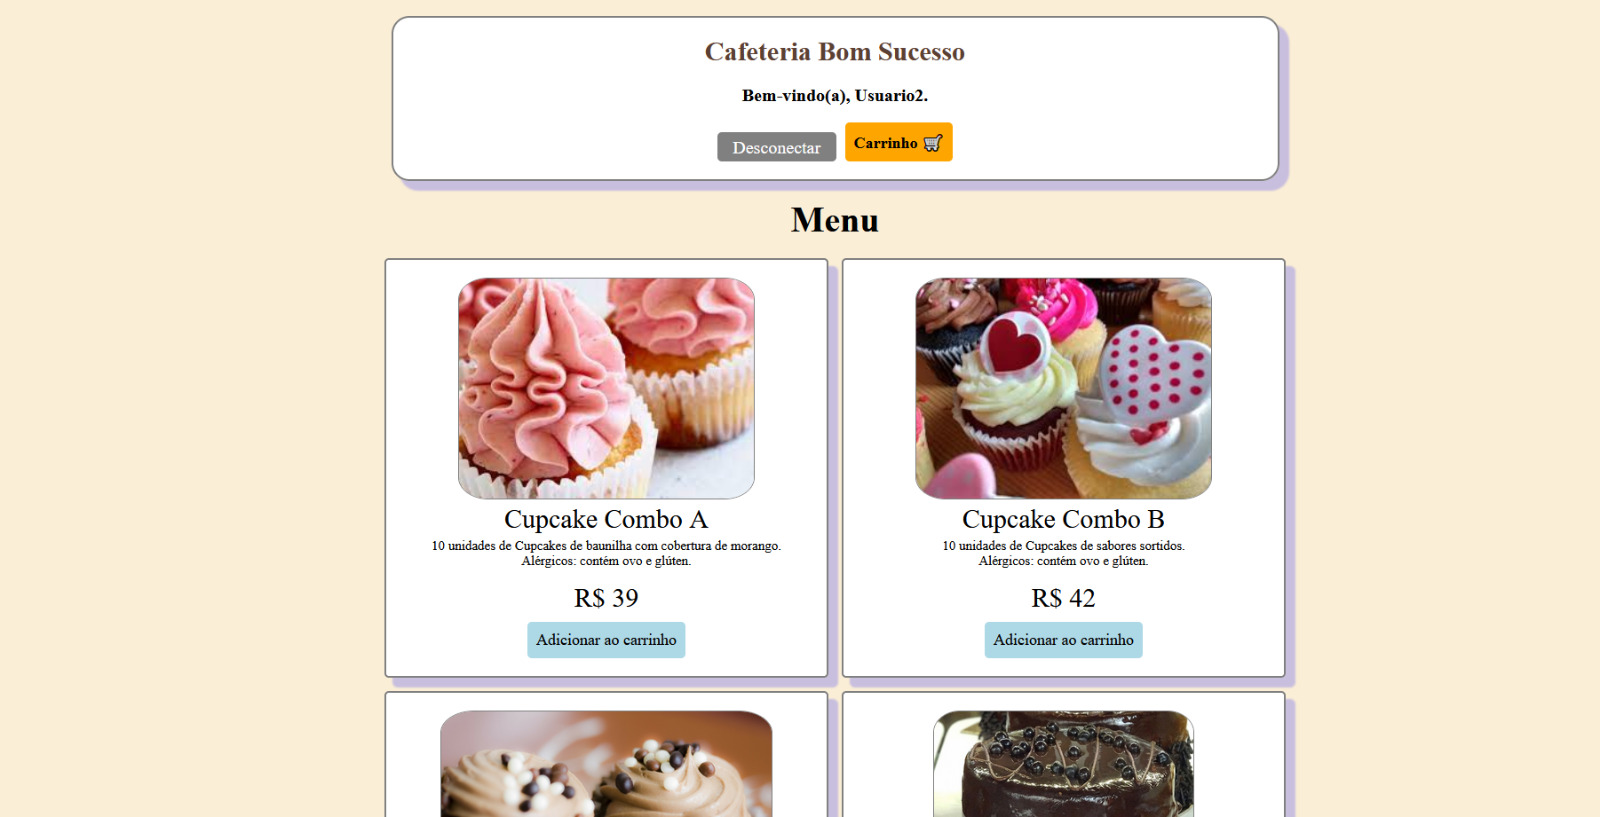 Cafeteria Bom Sucesso
Bem-vindo(a), Usuario2.
Desconectar
Carrinho 🛒
Menu
Cupcake Combo A
10 unidades de Cupcakes de baunilha com cobertura de morango.
Alérgicos: contém ovo e glúten.
R$ 39
Adicionar ao carrinho
Cupcake Combo B
10 unidades de Cupcakes de sabores sortidos.
Alérgicos: contém ovo e glúten.
R$ 42
Adicionar ao carrinho